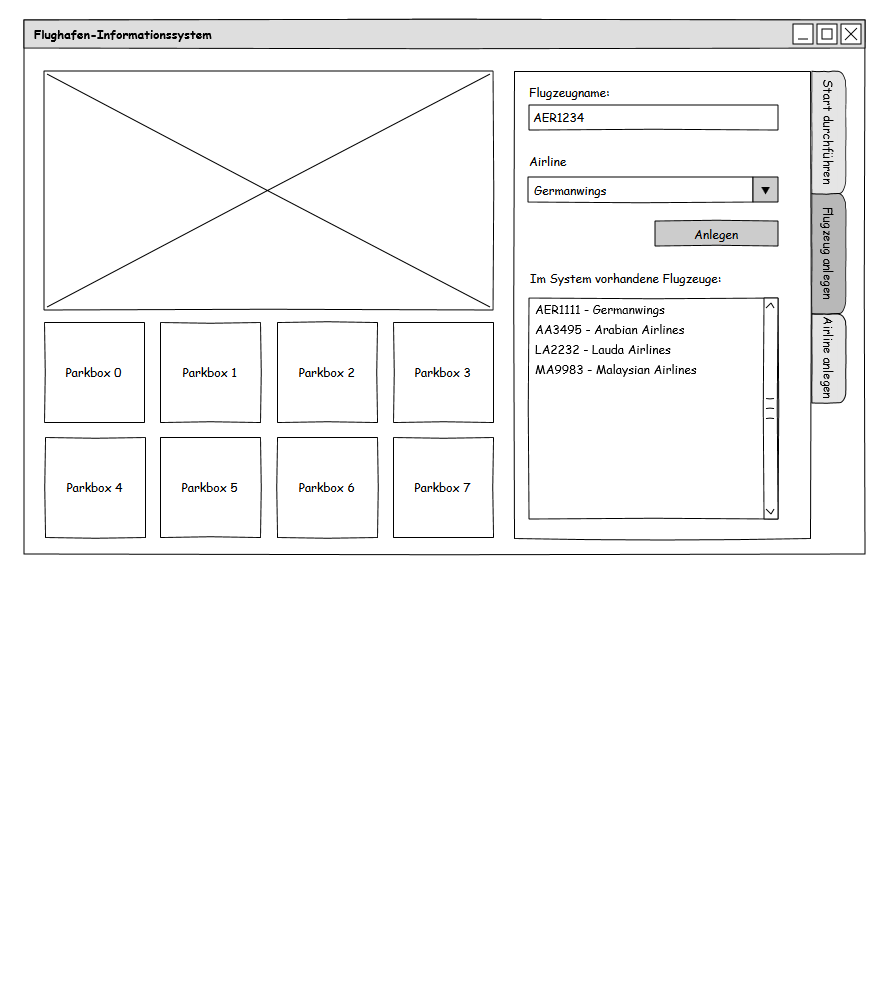 Flughafen-Informationssystem
Flugzeugname:
AER1234
Airline
Germanwings
Anlegen
Im System vorhandene Flugzeuge:
AER1111 - Germanwings
AA3495 - Arabian Airlines
LA2232 - Lauda Airlines
MA9983 - Malaysian Airlines
Start durchführen
Flugzeug anlegen
Airline anlegen
Parkbox 0
Parkbox 1
Parkbox 2
Parkbox 3
Parkbox 4
Parkbox 5
Parkbox 6
Parkbox 7